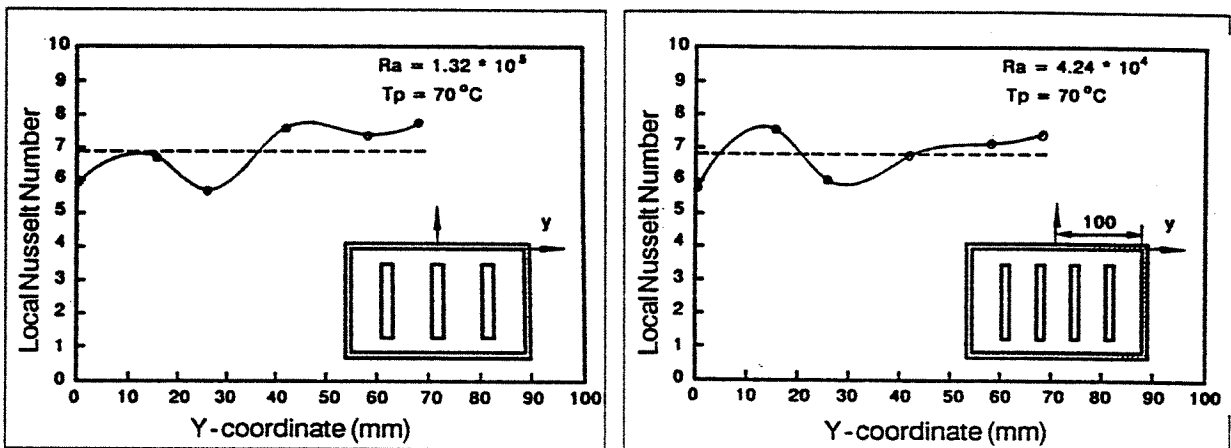 10
9
8
7
6
5
4
3
2
1
0
Local Nusselt Number
Ra = 1.32 * 10⁵
Tp = 70 °C
y
0 10 20 30 40 50 60 70 80 90 100
Y-coordinate (mm)
10
9
8
7
6
5
4
3
2
1
0
Local Nusselt Number
Ra = 4.24 * 10⁴
Tp = 70 °C
100
y
0 10 20 30 40 50 60 70 80 90 100
Y-coordinate (mm)